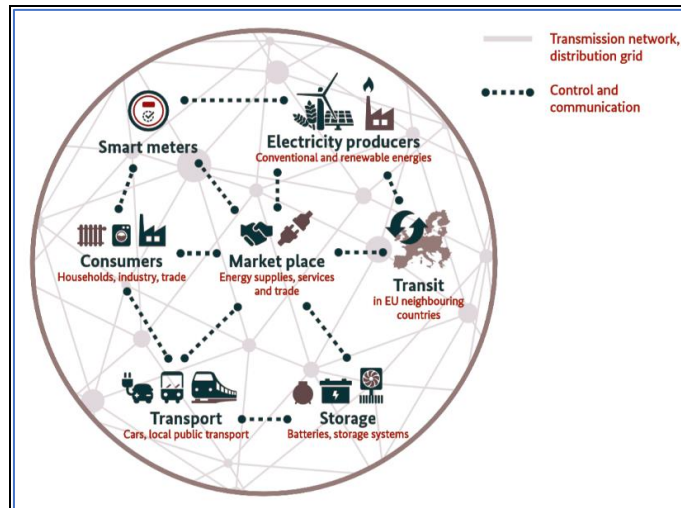 Transmission network,
distribution grid
Control and
communication
Smart meters
Electricity producers
Conventional and renewable energies
Consumers
Households, industry, trade
Market place
Energy supplies, services
and trade
Transit
in EU neighbouring
countries
Transport
Cars, local public transport
Storage
Batteries, storage systems